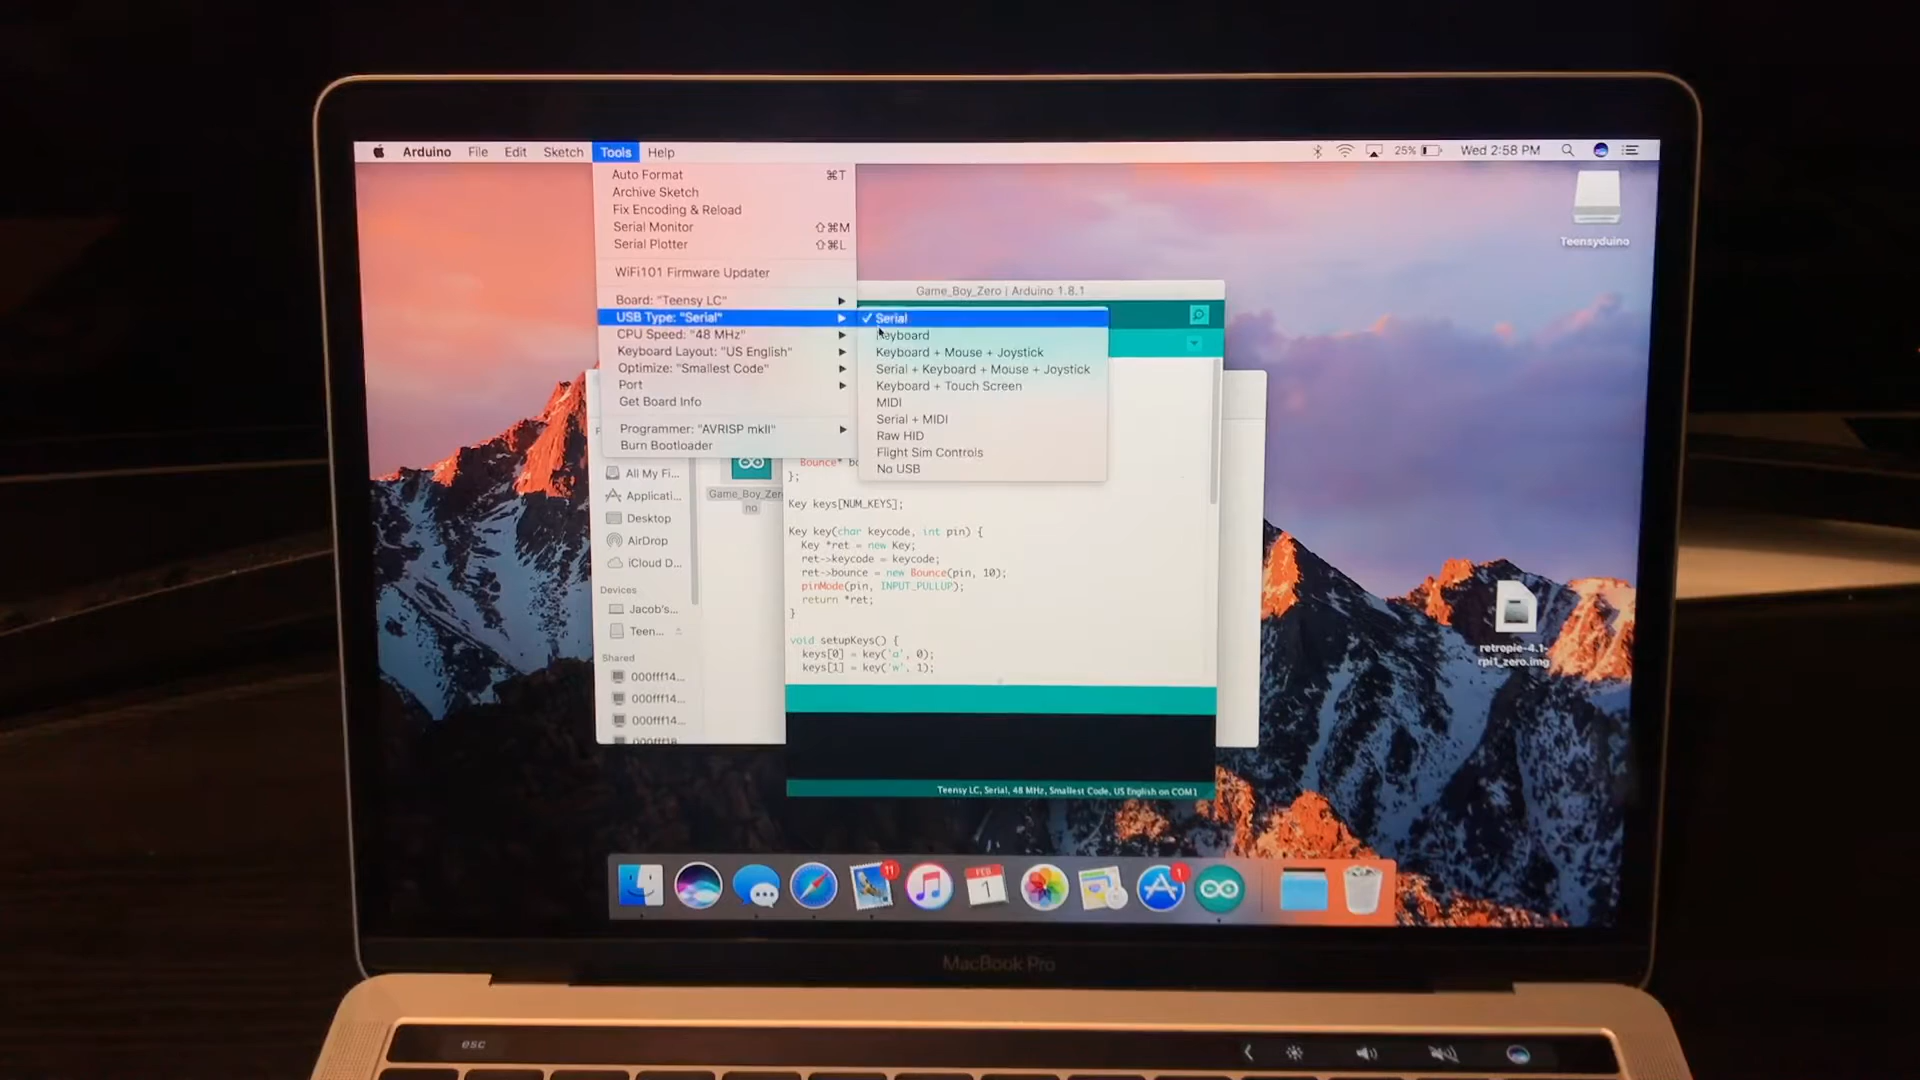 Arduino File Edit Sketch Tools Help
25% Wed 2:58 PM
Auto Format ⌘T
Archive Sketch
Fix Encoding & Reload
Serial Monitor ⇧⌘M
Serial Plotter ⇧⌘L
WiFi101 Firmware Updater
Board: "Teensy LC"
USB Type: "Serial"
CPU Speed: "48 MHz"
Keyboard Layout: "US English"
Optimize: "Smallest Code"
Port
Get Board Info
Programmer: "AVRISP mkII"
Burn Bootloader
✓ Serial
Keyboard
Keyboard + Mouse + Joystick
Serial + Keyboard + Mouse + Joystick
Keyboard + Touch Screen
MIDI
Serial + MIDI
Raw HID
Flight Sim Controls
No USB
Teensyduino
Game_Boy_Zero | Arduino 1.8.1
Bounce*
};
Key keys[NUM_KEYS];
Key key(char keycode, int pin) {
Key *ret = new Key;
ret->keycode = keycode;
ret->bounce = new Bounce(pin, 10);
pinMode(pin, INPUT_PULLUP);
return *ret;
}
void setupKeys() {
keys[0] = key('a', 0);
keys[1] = key('w', 1);
Teensy LC, Serial, 48 MHz, Smallest Code, US English on COM1
All My Fi...
Applicati...
Desktop
AirDrop
iCloud D...
Devices
Jacob's...
Teen...
Shared
000fff14...
000fff14...
000fff14...
Game_Boy_Zer
no
retropie-4.1-
rpi1_zero.img
11
FEB
1
1
MacBook Pro
esc